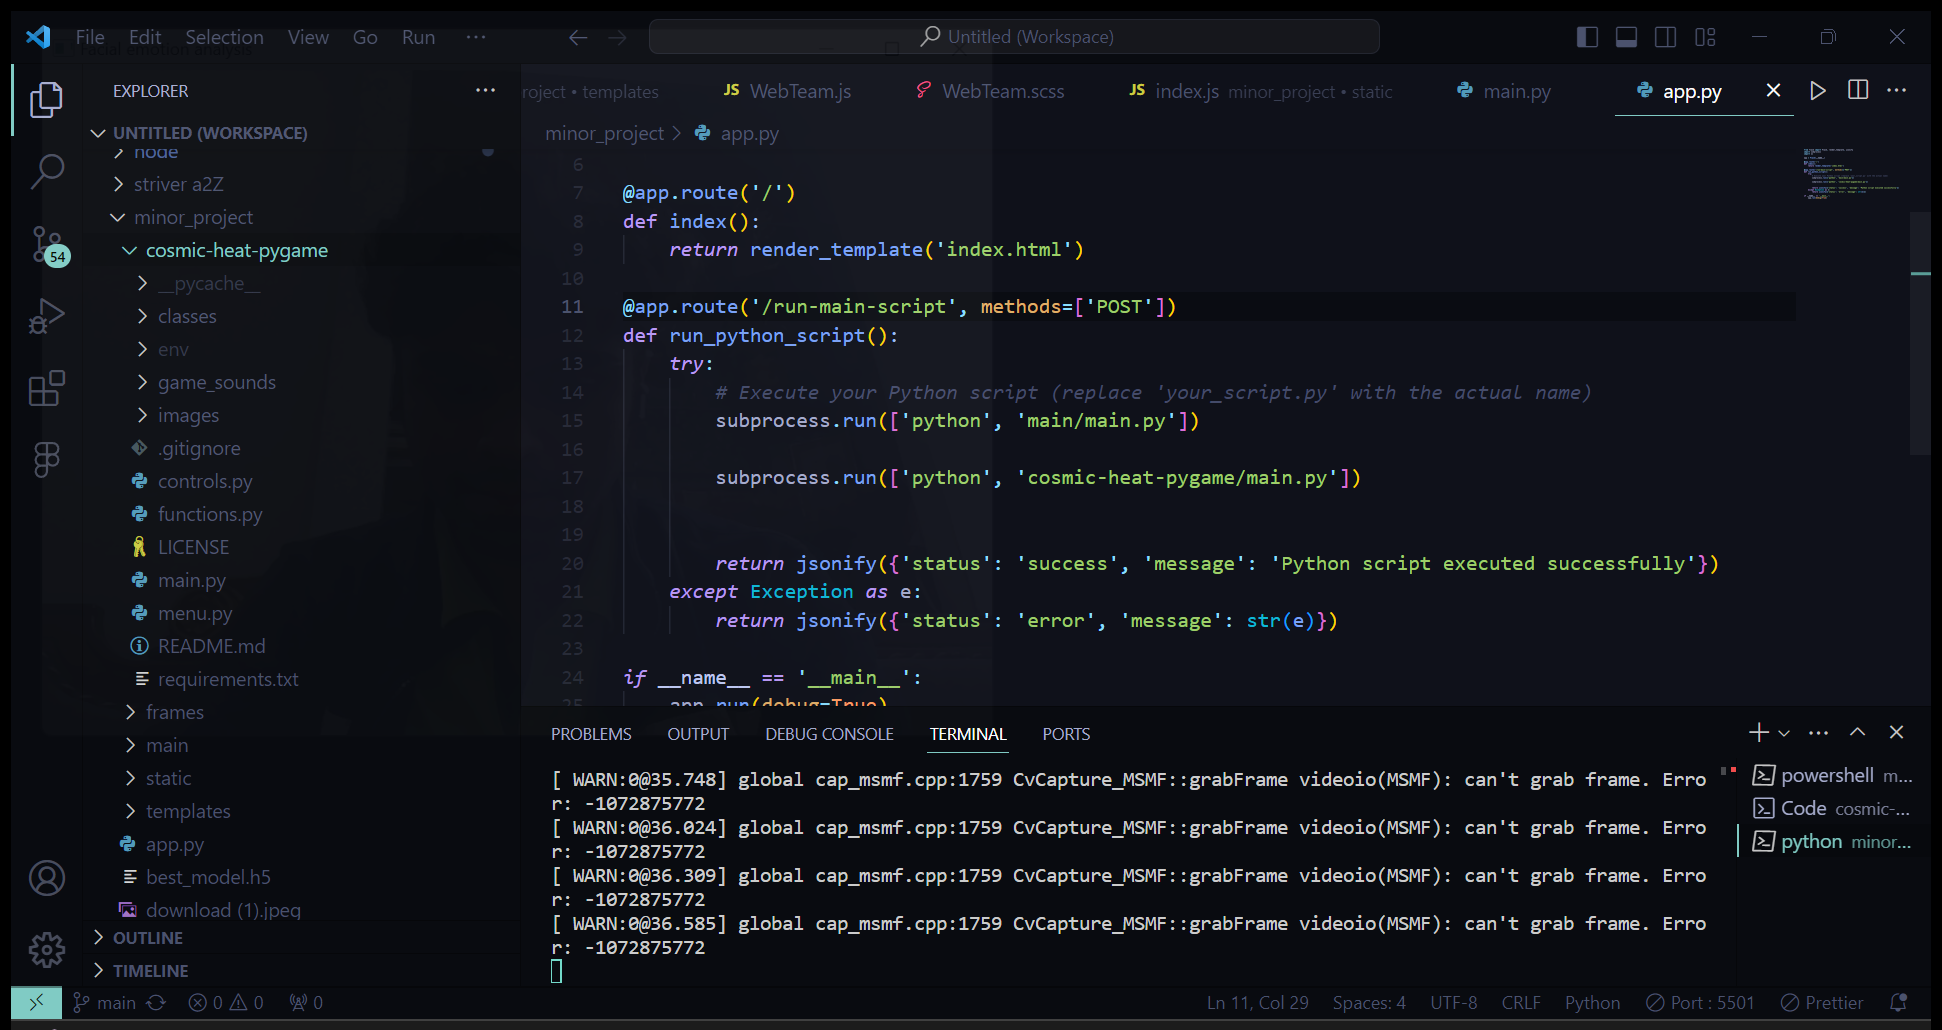 File Edit Selection View Go Run ··· Untitled (Workspace)
EXPLORER ···
UNTITLED (WORKSPACE)
node
striver a2Z
minor_project
cosmic-heat-pygame
__pycache__
classes
env
game_sounds
images
.gitignore
controls.py
functions.py
LICENSE
main.py
menu.py
README.md
requirements.txt
frames
main
static
templates
app.py
best_model.h5
download (1).jpeg
OUTLINE
TIMELINE
54
roject • templates JS WebTeam.js WebTeam.scss JS index.js minor_project • static main.py app.py
minor_project > app.py
6
7 @app.route('/')
8 def index():
9 return render_template('index.html')
10
11 @app.route('/run-main-script', methods=['POST'])
12 def run_python_script():
13 try:
14 # Execute your Python script (replace 'your_script.py' with the actual name)
15 subprocess.run(['python', 'main/main.py'])
16
17 subprocess.run(['python', 'cosmic-heat-pygame/main.py'])
18
19
20 return jsonify({'status': 'success', 'message': 'Python script executed successfully'})
21 except Exception as e:
22 return jsonify({'status': 'error', 'message': str(e)})
23
24 if __name__ == '__main__':
25 app.run(debug=True)
PROBLEMS OUTPUT DEBUG CONSOLE TERMINAL PORTS
[ WARN:0@35.748] global cap_msmf.cpp:1759 CvCapture_MSMF::grabFrame videoio(MSMF): can't grab frame. Erro
r: -1072875772
[ WARN:0@36.024] global cap_msmf.cpp:1759 CvCapture_MSMF::grabFrame videoio(MSMF): can't grab frame. Erro
r: -1072875772
[ WARN:0@36.309] global cap_msmf.cpp:1759 CvCapture_MSMF::grabFrame videoio(MSMF): can't grab frame. Erro
r: -1072875772
[ WARN:0@36.585] global cap_msmf.cpp:1759 CvCapture_MSMF::grabFrame videoio(MSMF): can't grab frame. Erro
r: -1072875772
powershell m...
Code cosmic-...
python minor...
main 0 0 0 Ln 11, Col 29 Spaces: 4 UTF-8 CRLF Python Port : 5501 Prettier